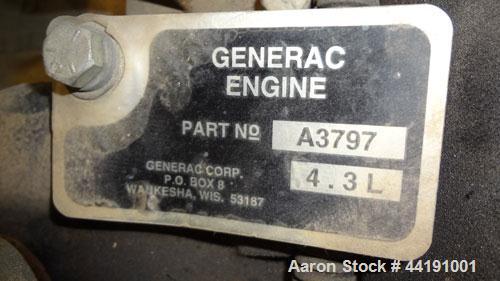 GENERAC
ENGINE
PART Nº A3797
4.3L
GENERAC CORP.
P.O. BOX 8
WAUKESHA, WIS. 53187
Aaron Stock # 44191001